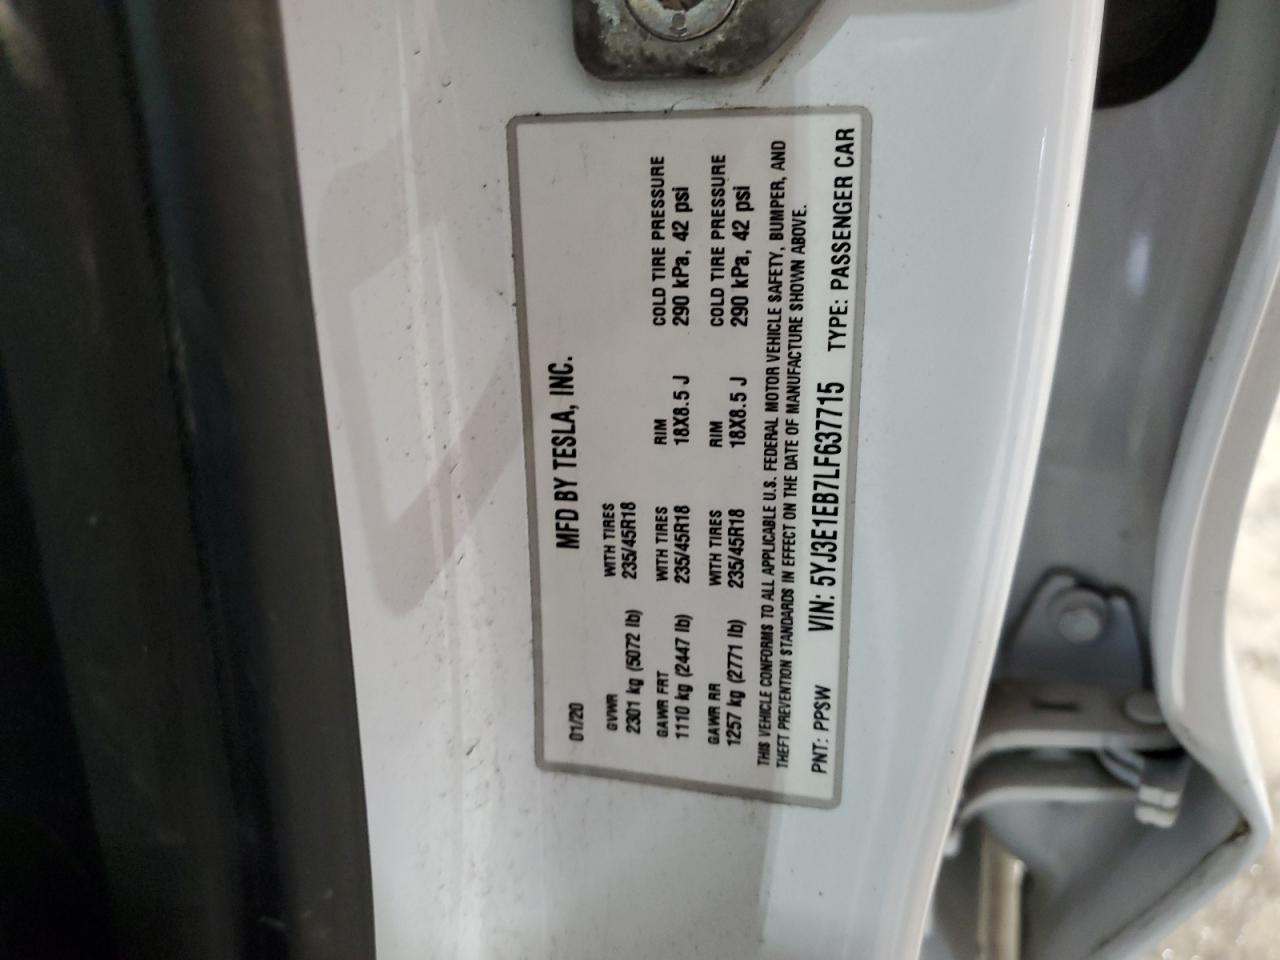 MFD BY TESLA, INC.
01/20
GVWR WITH TIRES
2301 kg (5072 lb) 235/45R18
GAWR FRT WITH TIRES RIM COLD TIRE PRESSURE
1110 kg (2447 lb) 235/45R18 18X8.5 J 290 kPa, 42 psi
GAWR RR WITH TIRES RIM COLD TIRE PRESSURE
1257 kg (2771 lb) 235/45R18 18X8.5 J 290 kPa, 42 psi
THIS VEHICLE CONFORMS TO ALL APPLICABLE U.S. FEDERAL MOTOR VEHICLE SAFETY, BUMPER, AND
THEFT PREVENTION STANDARDS IN EFFECT ON THE DATE OF MANUFACTURE SHOWN ABOVE.
PNT: PPSW VIN: 5YJ3E1EB7LF637715 TYPE: PASSENGER CAR